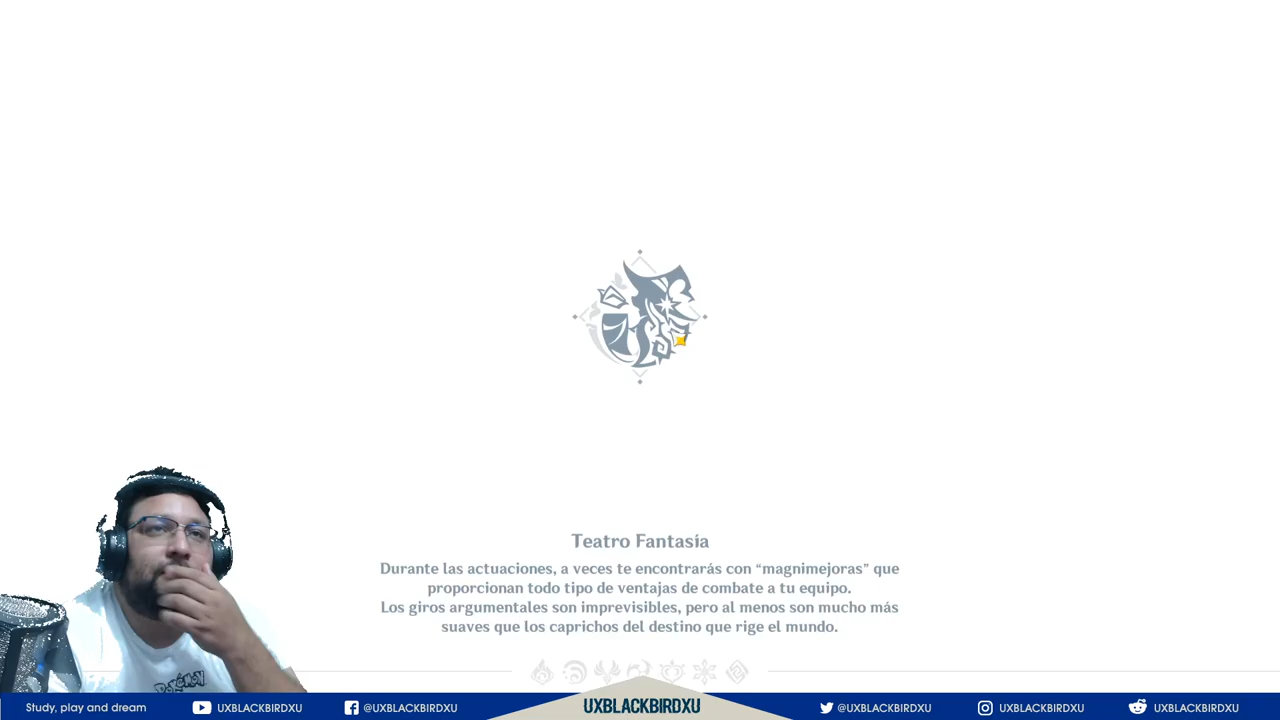 Teatro Fantasía
Durante las actuaciones, a veces te encontrarás con “magnimejoras” que
proporcionan todo tipo de ventajas de combate a tu equipo.
Los giros argumentales son imprevisibles, pero al menos son mucho más
suaves que los caprichos del destino que rige el mundo.
POKéMON
Study, play and dream
UXBLACKBIRDXU
@UXBLACKBIRDXU
UXBLACKBIRDXU
@UXBLACKBIRDXU
UXBLACKBIRDXU
UXBLACKBIRDXU